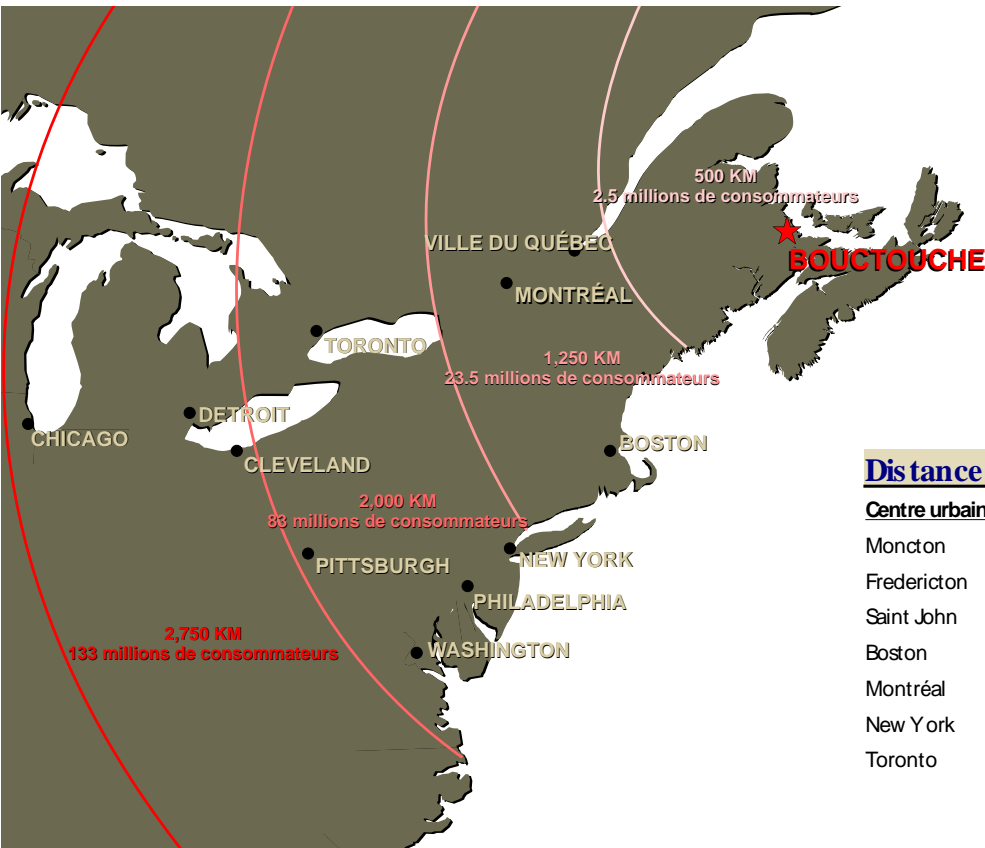 500 KM
2.5 millions de consommateurs
BOUCTOUCHE
VILLE DU QUÉBEC
MONTRÉAL
TORONTO
1,250 KM
23.5 millions de consommateurs
DETROIT
CHICAGO
CLEVELAND
BOSTON
2,000 KM
83 millions de consommateurs
PITTSBURGH
NEW YORK
PHILADELPHIA
2,750 KM
133 millions de consommateurs
WASHINGTON
Distance
Centre urbain
Moncton
Fredericton
Saint John
Boston
Montréal
New York
Toronto